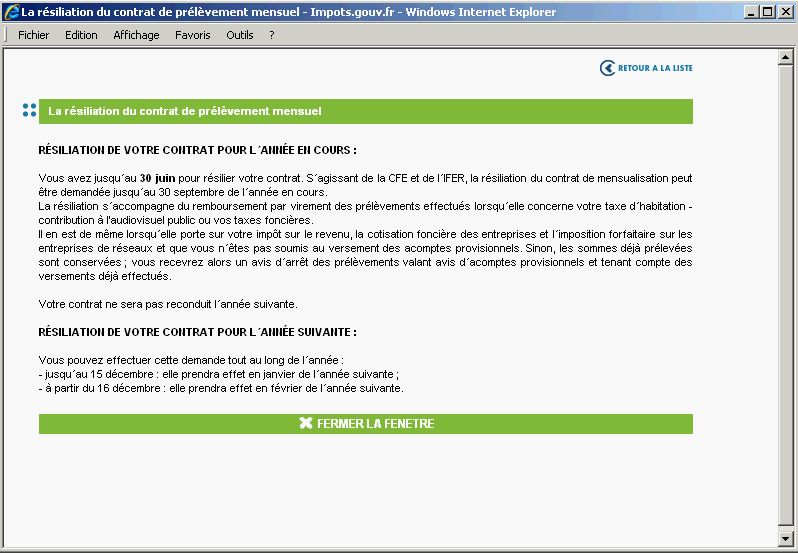 La résiliation du contrat de prélèvement mensuel - Impots.gouv.fr - Windows Internet Explorer
Fichier Edition Affichage Favoris Outils ?
RETOUR A LA LISTE
La résiliation du contrat de prélèvement mensuel
RÉSILIATION DE VOTRE CONTRAT POUR L´ANNÉE EN COURS :
Vous avez jusqu´au 30 juin pour résilier votre contrat. S´agissant de la CFE et de l´IFER, la résiliation du contrat de mensualisation peut
être demandée jusqu´au 30 septembre de l´année en cours.
La résiliation s´accompagne du remboursement par virement des prélèvements effectués lorsqu´elle concerne votre taxe d´habitation -
contribution à l'audiovisuel public ou vos taxes foncières.
Il en est de même lorsqu´elle porte sur votre impôt sur le revenu, la cotisation foncière des entreprises et l´imposition forfaitaire sur les
entreprises de réseaux et que vous n´êtes pas soumis au versement des acomptes provisionnels. Sinon, les sommes déjà prélevées
sont conservées ; vous recevrez alors un avis d´arrêt des prélèvements valant avis d´acomptes provisionnels et tenant compte des
versements déjà effectués.
Votre contrat ne sera pas reconduit l´année suivante.
RÉSILIATION DE VOTRE CONTRAT POUR L´ANNÉE SUIVANTE :
Vous pouvez effectuer cette demande tout au long de l´année :
- jusqu´au 15 décembre : elle prendra effet en janvier de l´année suivante ;
- à partir du 16 décembre : elle prendra effet en février de l´année suivante.
FERMER LA FENETRE